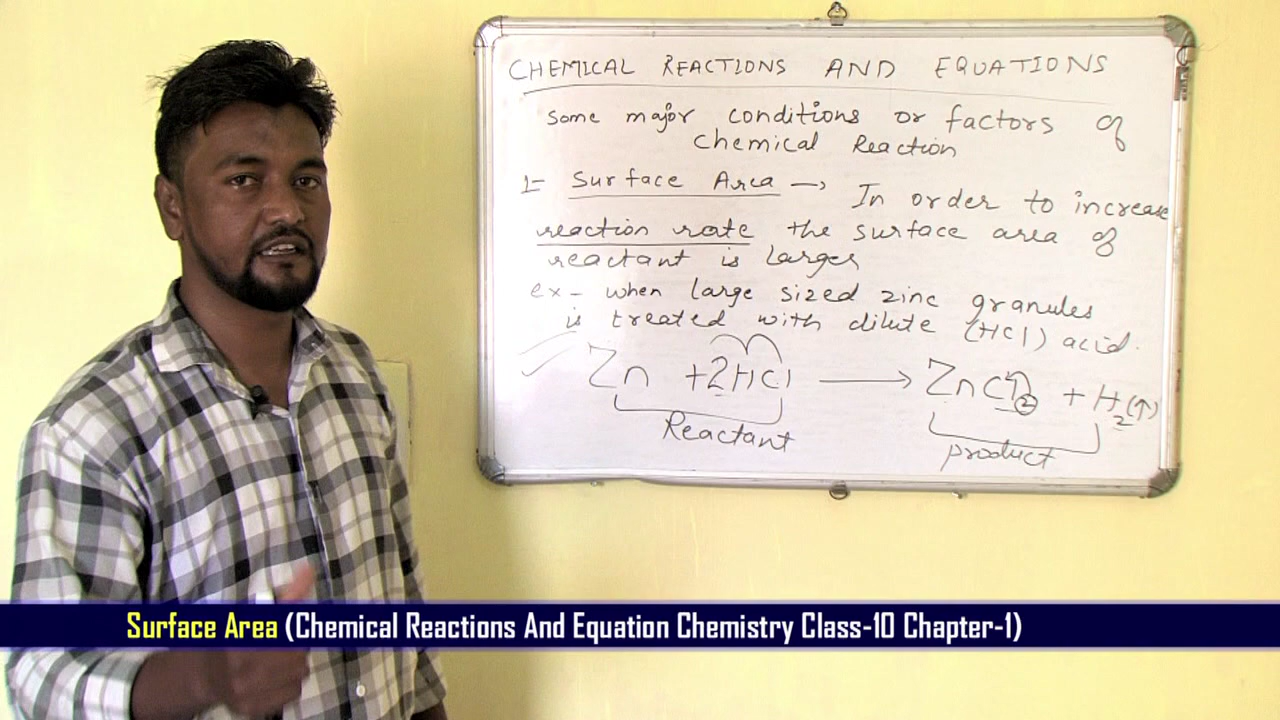 CHEMICAL REACTIONS AND EQUATIONS
Some major conditions or factors of
Chemical Reaction
1- Surface Area → In order to increase
reaction rate the surface area of
reactant is larger
ex- when large sized zinc granules
is treated with dilute (HCl) acid.
Zn + 2HCl → ZnCl2 + H2(↑)
Reactant product
Surface Area (Chemical Reactions And Equation Chemistry Class-10 Chapter-1)